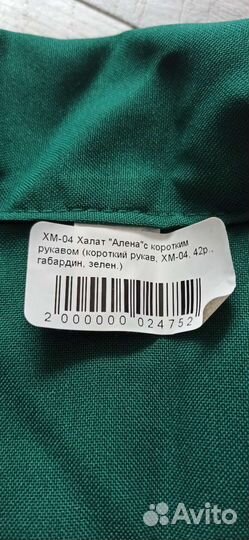 ХМ-04 Халат "Алена"с коротким
рукавом (короткий рукав, ХМ-04, 42р.,
габардин, зелен.)
2 000000 024752
Avito